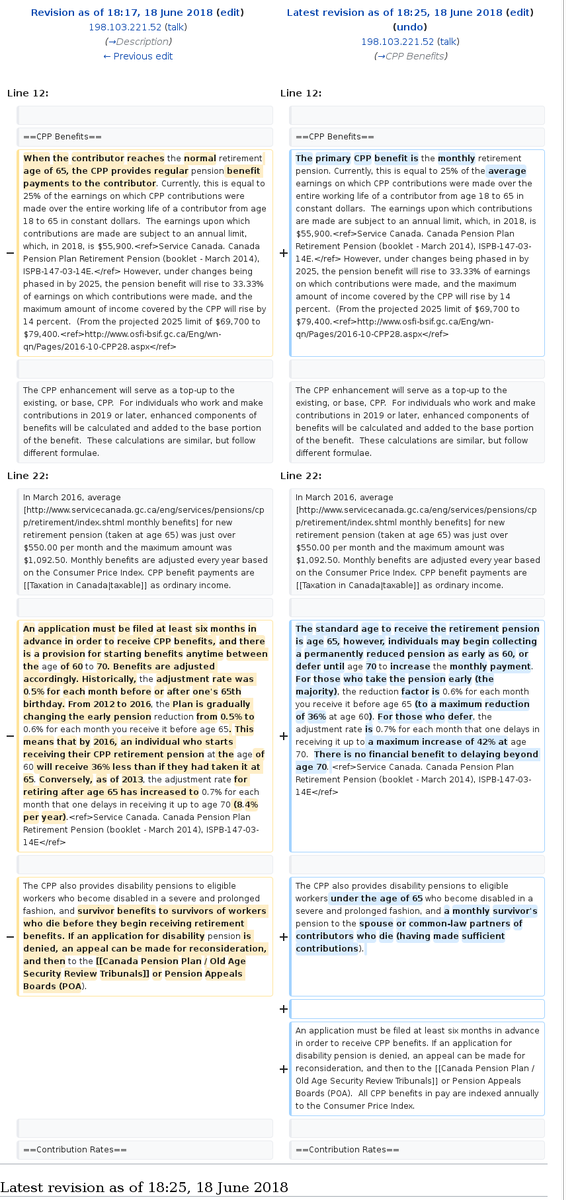 Revision as of 18:17, 18 June 2018 (edit)
198.103.221.52 (talk)
(→Description)
← Previous edit
Latest revision as of 18:25, 18 June 2018 (edit)
(undo)
198.103.221.52 (talk)
(→CPP Benefits)
Line 12:
Line 12:
==CPP Benefits==
==CPP Benefits==
−
When the contributor reaches the normal retirement
age of 65, the CPP provides regular pension benefit
payments to the contributor. Currently, this is equal to
25% of the earnings on which CPP contributions were
made over the entire working life of a contributor from age
18 to 65 in constant dollars.  The earnings upon which
contributions are made are subject to an annual limit,
which, in 2018, is $55,900.<ref>Service Canada. Canada
Pension Plan Retirement Pension (booklet - March 2014),
ISPB-147-03-14E.</ref> However, under changes being
phased in by 2025, the pension benefit will rise to 33.33%
of earnings on which contributions were made, and the
maximum amount of income covered by the CPP will rise by
14 percent.  (From the projected 2025 limit of $69,700 to
$79,400.<ref>http://www.osfi-bsif.gc.ca/Eng/wn-
qn/Pages/2016-10-CPP28.aspx</ref>
+
The primary CPP benefit is the monthly retirement
pension. Currently, this is equal to 25% of the average
earnings on which CPP contributions were made over the
entire working life of a contributor from age 18 to 65 in
constant dollars.  The earnings upon which contributions
are made are subject to an annual limit, which, in 2018, is
$55,900.<ref>Service Canada. Canada Pension Plan
Retirement Pension (booklet - March 2014), ISPB-147-03-
14E.</ref> However, under changes being phased in by
2025, the pension benefit will rise to 33.33% of earnings
on which contributions were made, and the maximum
amount of income covered by the CPP will rise by 14
percent.  (From the projected 2025 limit of $69,700 to
$79,400.<ref>http://www.osfi-bsif.gc.ca/Eng/wn-
qn/Pages/2016-10-CPP28.aspx</ref>
The CPP enhancement will serve as a top-up to the
existing, or base, CPP.  For individuals who work and make
contributions in 2019 or later, enhanced components of
benefits will be calculated and added to the base portion
of the benefit.  These calculations are similar, but follow
different formulae.
The CPP enhancement will serve as a top-up to the
existing, or base, CPP.  For individuals who work and make
contributions in 2019 or later, enhanced components of
benefits will be calculated and added to the base portion
of the benefit.  These calculations are similar, but follow
different formulae.
Line 22:
Line 22:
In March 2016, average
[http://www.servicecanada.gc.ca/eng/services/pensions/cp
p/retirement/index.shtml monthly benefits] for new
retirement pension (taken at age 65) was just over
$550.00 per month and the maximum amount was
$1,092.50. Monthly benefits are adjusted every year based
on the Consumer Price Index. CPP benefit payments are
[[Taxation in Canada|taxable]] as ordinary income.
In March 2016, average
[http://www.servicecanada.gc.ca/eng/services/pensions/cp
p/retirement/index.shtml monthly benefits] for new
retirement pension (taken at age 65) was just over
$550.00 per month and the maximum amount was
$1,092.50. Monthly benefits are adjusted every year based
on the Consumer Price Index. CPP benefit payments are
[[Taxation in Canada|taxable]] as ordinary income.
−
An application must be filed at least six months in
advance in order to receive CPP benefits, and there
is a provision for starting benefits anytime between
the age of 60 to 70. Benefits are adjusted
accordingly. Historically, the adjustment rate was
0.5% for each month before or after one's 65th
birthday. From 2012 to 2016, the Plan is gradually
changing the early pension reduction from 0.5% to
0.6% for each month you receive it before age 65. This
means that by 2016, an individual who starts
receiving their CPP retirement pension at the age of
60 will receive 36% less than if they had taken it at
65. Conversely, as of 2013, the adjustment rate for
retiring after age 65 has increased to 0.7% for each
month that one delays in receiving it up to age 70 (8.4%
per year).<ref>Service Canada. Canada Pension Plan
Retirement Pension (booklet - March 2014), ISPB-147-03-
14E</ref>
+
The standard age to receive the retirement pension
is age 65, however, individuals may begin collecting
a permanently reduced pension as early as 60, or
defer until age 70 to increase the monthly payment.
For those who take the pension early (the
majority), the reduction factor is 0.6% for each month
you receive it before age 65 (to a maximum reduction
of 36% at age 60). For those who defer, the
adjustment rate is 0.7% for each month that one delays in
receiving it up to a maximum increase of 42% at age
70.  There is no financial benefit to delaying beyond
age 70. <ref>Service Canada. Canada Pension Plan
Retirement Pension (booklet - March 2014), ISPB-147-03-
14E</ref>
−
The CPP also provides disability pensions to eligible
workers who become disabled in a severe and prolonged
fashion, and survivor benefits to survivors of workers
who die before they begin receiving retirement
benefits. If an application for disability pension is
denied, an appeal can be made for reconsideration,
and then to the [[Canada Pension Plan / Old Age
Security Review Tribunals]] or Pension Appeals
Boards (POA).
+
The CPP also provides disability pensions to eligible
workers under the age of 65 who become disabled in a
severe and prolonged fashion, and a monthly survivor's
pension to the spouse or common-law partners of
contributors who die (having made sufficient
contributions).
+
+
An application must be filed at least six months in advance
in order to receive CPP benefits. If an application for
disability pension is denied, an appeal can be made for
reconsideration, and then to the [[Canada Pension Plan /
Old Age Security Review Tribunals]] or Pension Appeals
Boards (POA).  All CPP benefits in pay are indexed annually
to the Consumer Price Index.
==Contribution Rates==
==Contribution Rates==
Latest revision as of 18:25, 18 June 2018